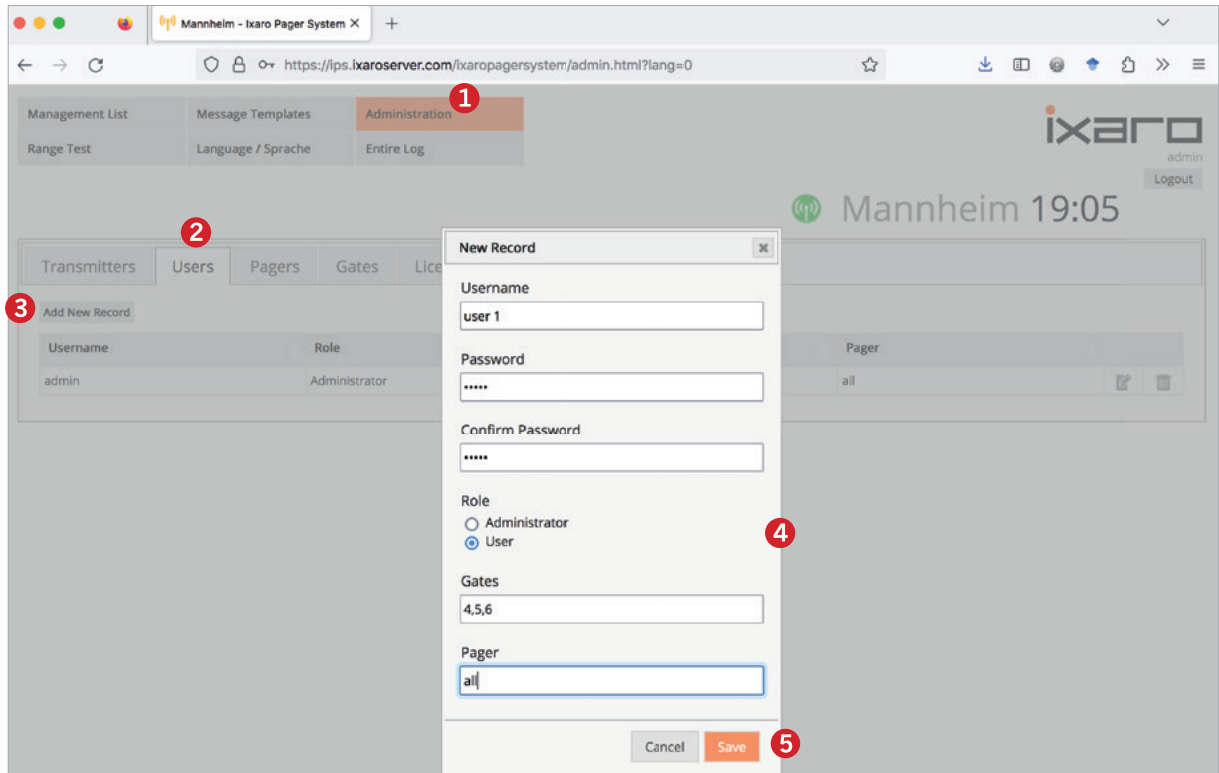 Mannheim - Ixaro Pager System
https://ips.ixaroserver.com/ixaropagersystem/admin.html?lang=0
1
Management List Message Templates Administration
Range Test Language / Sprache Entire Log
ixaro
admin
Logout
Mannheim 19:05
2
Transmitters Users Pagers Gates Lice
3
Add New Record
Username Role Pager
admin Administrator all
New Record
Username
user 1
Password
•••••
Confirm Password
•••••
Role
Administrator
User
4
Gates
4,5,6
Pager
all
Cancel Save
5